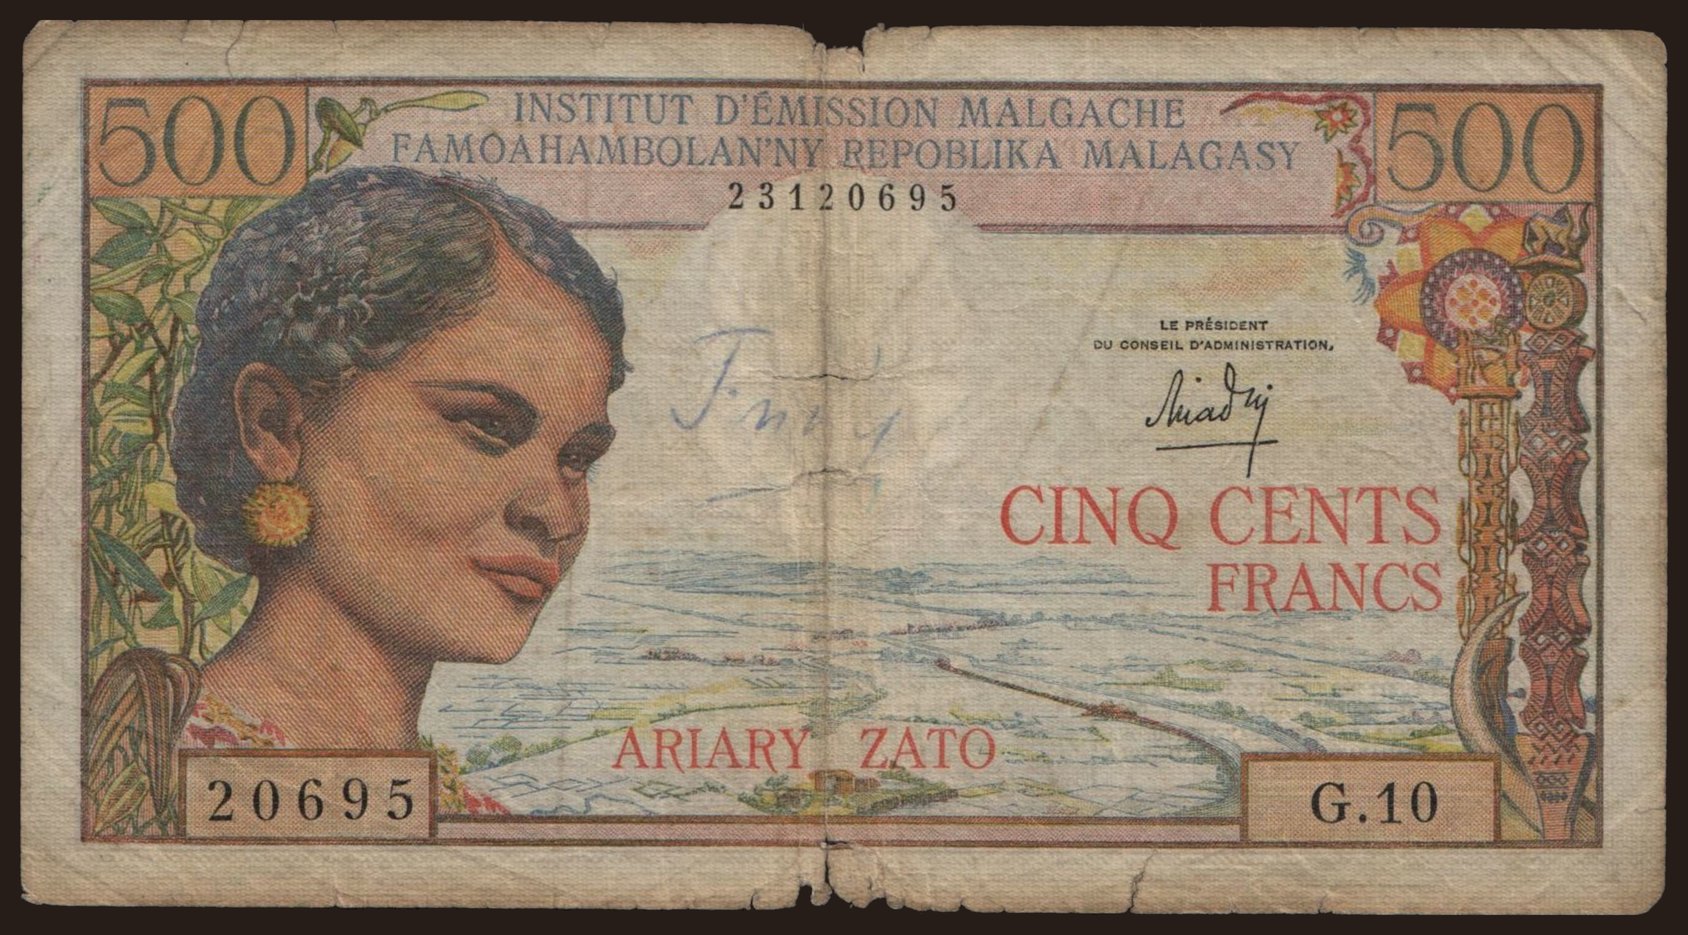 500
INSTITUT D'ÉMISSION MALGACHE
500
FAMOAHAMBOLAN'NY REPOBLIKA MALAGASY
23120695
LE PRÉSIDENT
DU CONSEIL D'ADMINISTRATION,
CINQ CENTS
FRANCS
ARIARY ZATO
20695
G.10